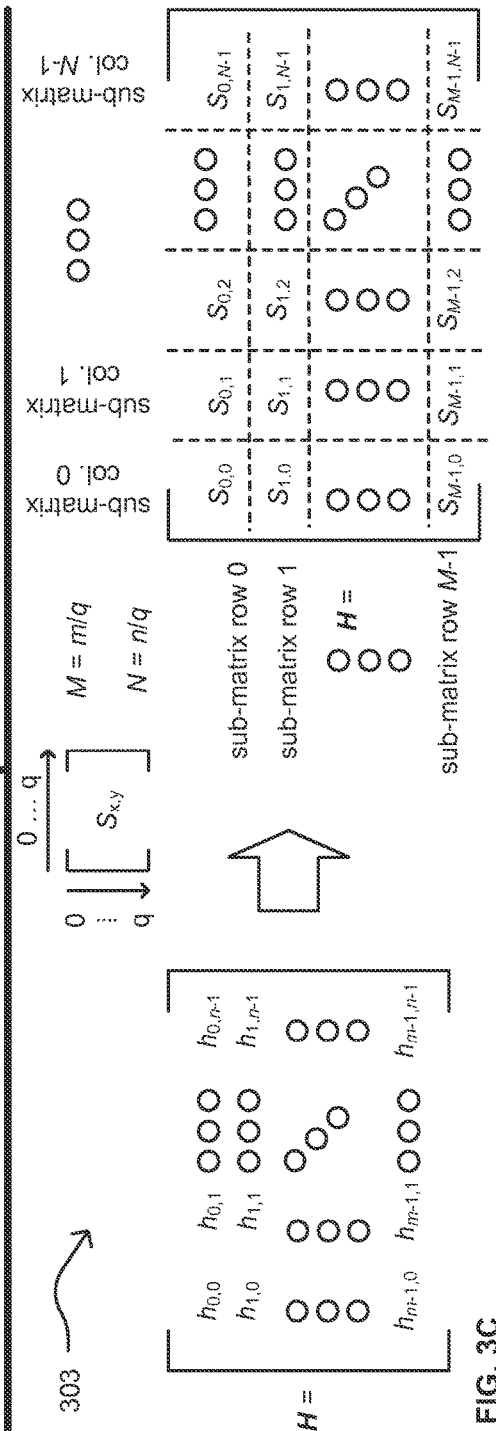 303
H =
h0,0 h0,1 h0,n-1
h1,0 h1,1 h1,n-1
hm-1,0 hm-1,1 hm-1,n-1
0 ... q
0 ... q
Sx,y
M = m/q
N = n/q
sub-matrix col. 0
sub-matrix col. 1
sub-matrix col. N-1
sub-matrix row 0
sub-matrix row 1
H =
sub-matrix row M-1
S0,0 S0,1 S0,2 S0,N-1
S1,0 S1,1 S1,2 S1,N-1
SM-1,0 SM-1,1 SM-1,2 SM-1,N-1
FIG. 3C